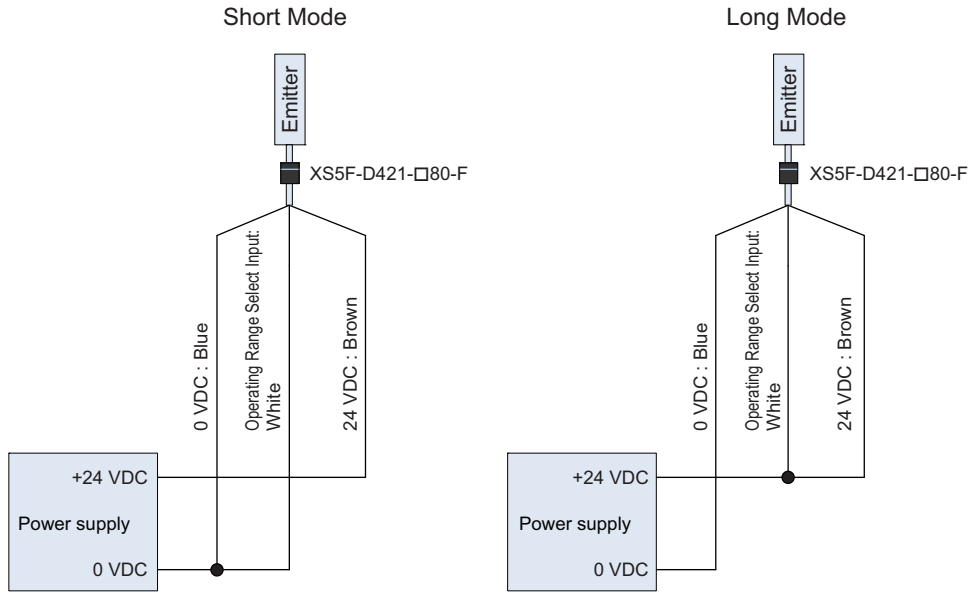 Short Mode
Emitter
XS5F-D421-□80-F
0 VDC : Blue
Operating Range Select Input:
White
24 VDC : Brown
+24 VDC
Power supply
0 VDC
Long Mode
Emitter
XS5F-D421-□80-F
0 VDC : Blue
Operating Range Select Input:
White
24 VDC : Brown
+24 VDC
Power supply
0 VDC